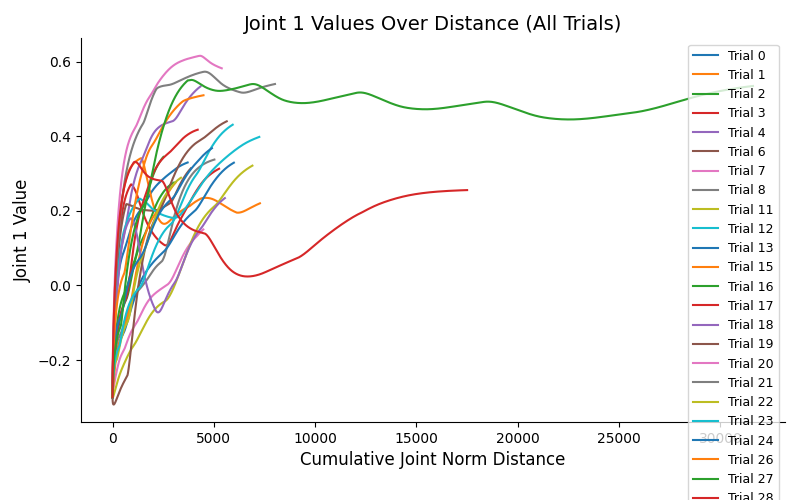 Joint 1 Values Over Distance (All Trials)
Joint 1 Value
0.6
0.4
0.2
0.0
−0.2
0
5000
10000
15000
20000
25000
30000
Cumulative Joint Norm Distance
Trial 0
Trial 1
Trial 2
Trial 3
Trial 4
Trial 6
Trial 7
Trial 8
Trial 11
Trial 12
Trial 13
Trial 15
Trial 16
Trial 17
Trial 18
Trial 19
Trial 20
Trial 21
Trial 22
Trial 23
Trial 24
Trial 26
Trial 27
Trial 28